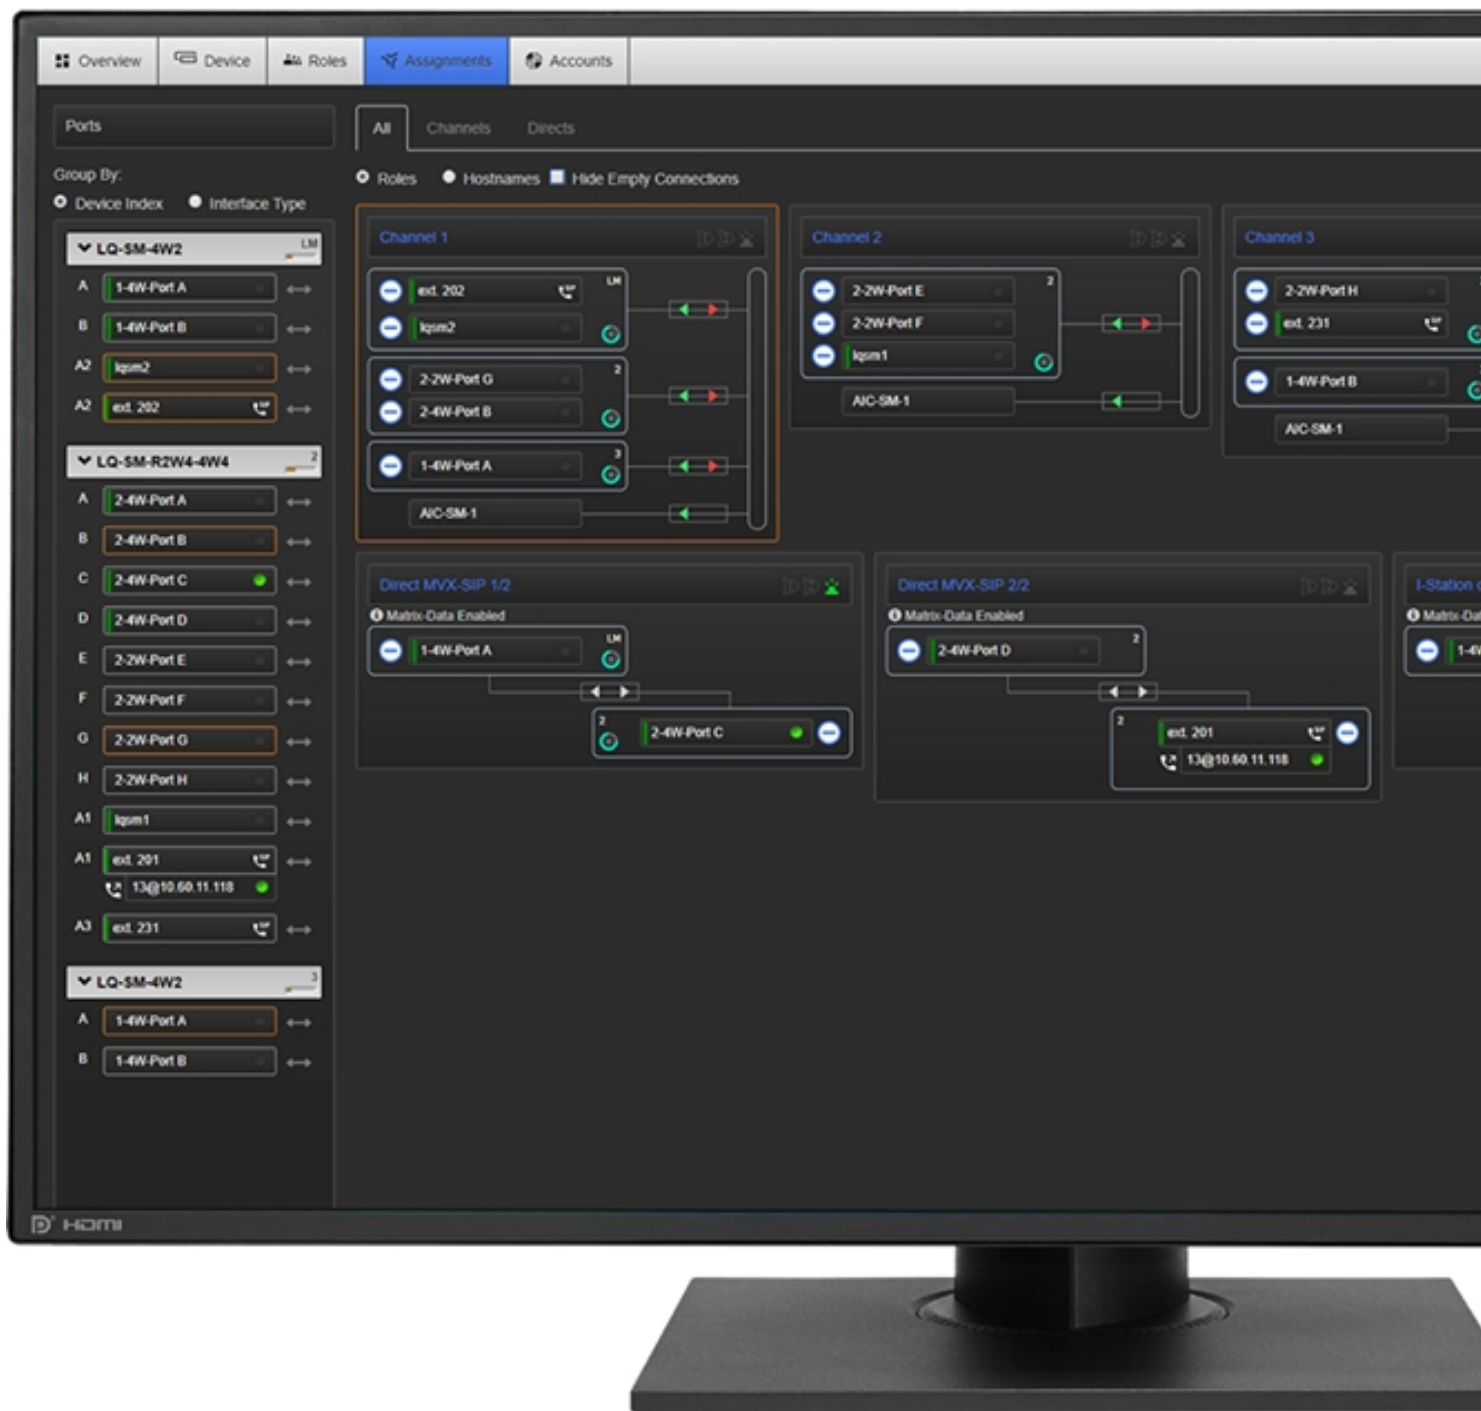 Overview Device Roles Assignments Accounts
Ports
Group By:
Device Index Interface Type
LQ-SM-4W2 LM
A 1-4W-Port A
B 1-4W-Port B
A2 lqsm2
A2 ext. 202
LQ-SM-R2W4-4W4 2
A 2-4W-Port A
B 2-4W-Port B
C 2-4W-Port C
D 2-4W-Port D
E 2-2W-Port E
F 2-2W-Port F
G 2-2W-Port G
H 2-2W-Port H
A1 lqsm1
A1 ext. 201
13@10.60.11.118
A3 ext. 231
LQ-SM-4W2 3
A 1-4W-Port A
B 1-4W-Port B
All Channels Directs
Roles Hostnames Hide Empty Connections
Channel 1
ext. 202 LM
lqsm2
2-2W-Port G 2
2-4W-Port B
1-4W-Port A 3
AIC-SM-1
Channel 2
2-2W-Port E 2
2-2W-Port F
lqsm1
AIC-SM-1
Channel 3
2-2W-Port H
ext. 231
1-4W-Port B
AIC-SM-1
Direct MVX-SIP 1/2
Matrix-Data Enabled
1-4W-Port A LM
2 2-4W-Port C
Direct MVX-SIP 2/2
Matrix-Data Enabled
2-4W-Port D 2
2 ext. 201
13@10.60.11.118
I-Station
Matrix-Da
1-4W
HDMI